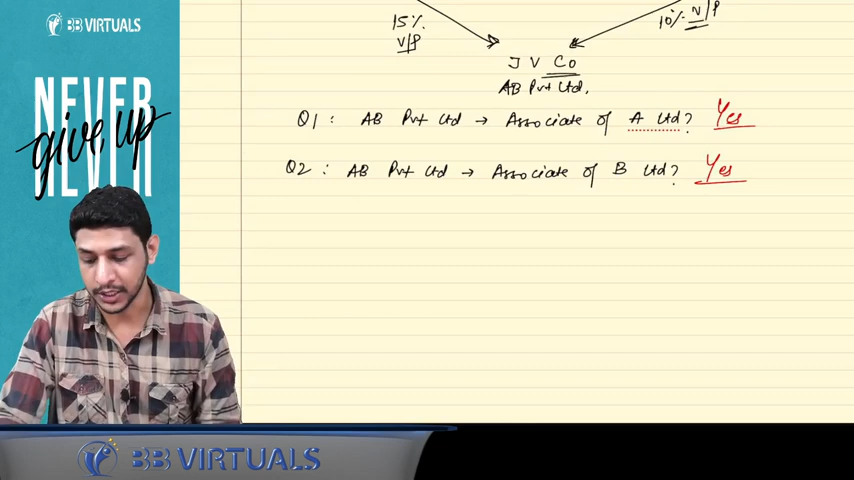 BB VIRTUALS
NEVER
give up
NEVER
15%
V/P
10% V/P
J V Co
AB Pvt Ltd.
Q1 : AB Pvt Ltd → Associate of A Ltd? Yes
Q2 : AB Pvt Ltd → Associate of B Ltd? Yes
BB VIRTUALS